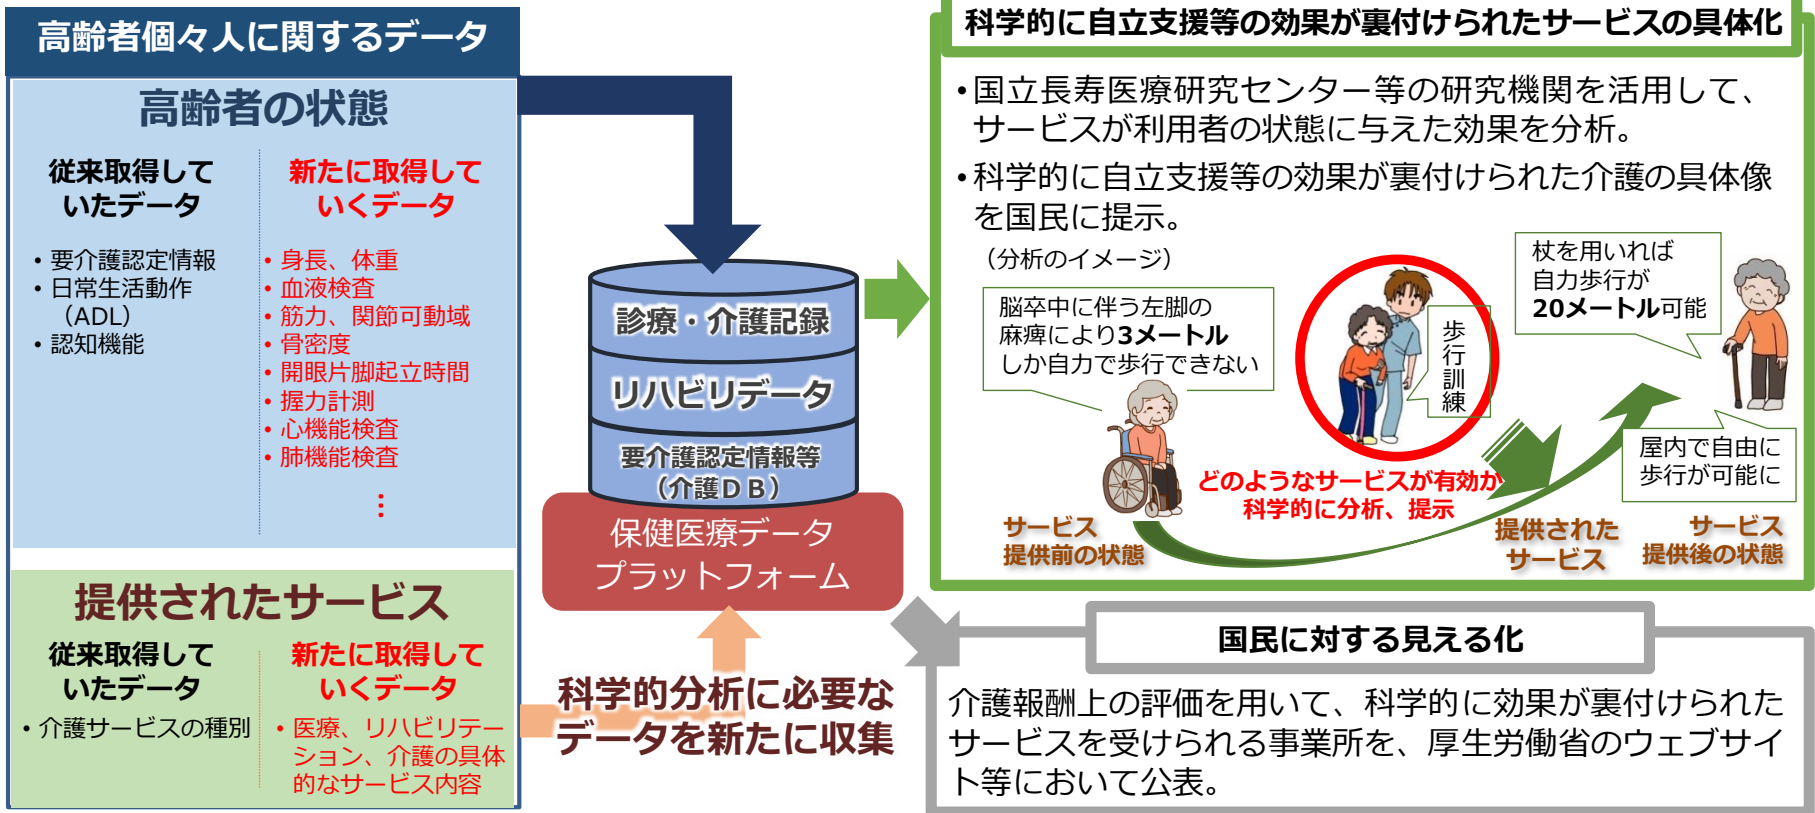 高齢者個々人に関するデータ
高齢者の状態
従来取得して
いたデータ
・要介護認定情報
・日常生活動作
（ADL）
・認知機能
新たに取得して
いくデータ
・身長、体重
・血液検査
・筋力、関節可動域
・骨密度
・開眼片脚起立時間
・握力計測
・心機能検査
・肺機能検査
⋮
提供されたサービス
従来取得して
いたデータ
・介護サービスの種別
新たに取得して
いくデータ
・医療、リハビリテー
ション、介護の具体
的なサービス内容
診療・介護記録
リハビリデータ
要介護認定情報等
（介護ＤＢ）
保健医療データ
プラットフォーム
科学的分析に必要な
データを新たに収集
科学的に自立支援等の効果が裏付けられたサービスの具体化
・国立長寿医療研究センター等の研究機関を活用して、
サービスが利用者の状態に与えた効果を分析。
・科学的に自立支援等の効果が裏付けられた介護の具体像
を国民に提示。
（分析のイメージ）
脳卒中に伴う左脚の
麻痺により3メートル
しか自力で歩行できない
歩行訓練
杖を用いれば
自力歩行が
20メートル可能
屋内で自由に
歩行が可能に
どのようなサービスが有効か
科学的に分析、提示
サービス
提供前の状態
提供された
サービス
サービス
提供後の状態
国民に対する見える化
介護報酬上の評価を用いて、科学的に効果が裏付けられた
サービスを受けられる事業所を、厚生労働省のウェブサイ
ト等において公表。